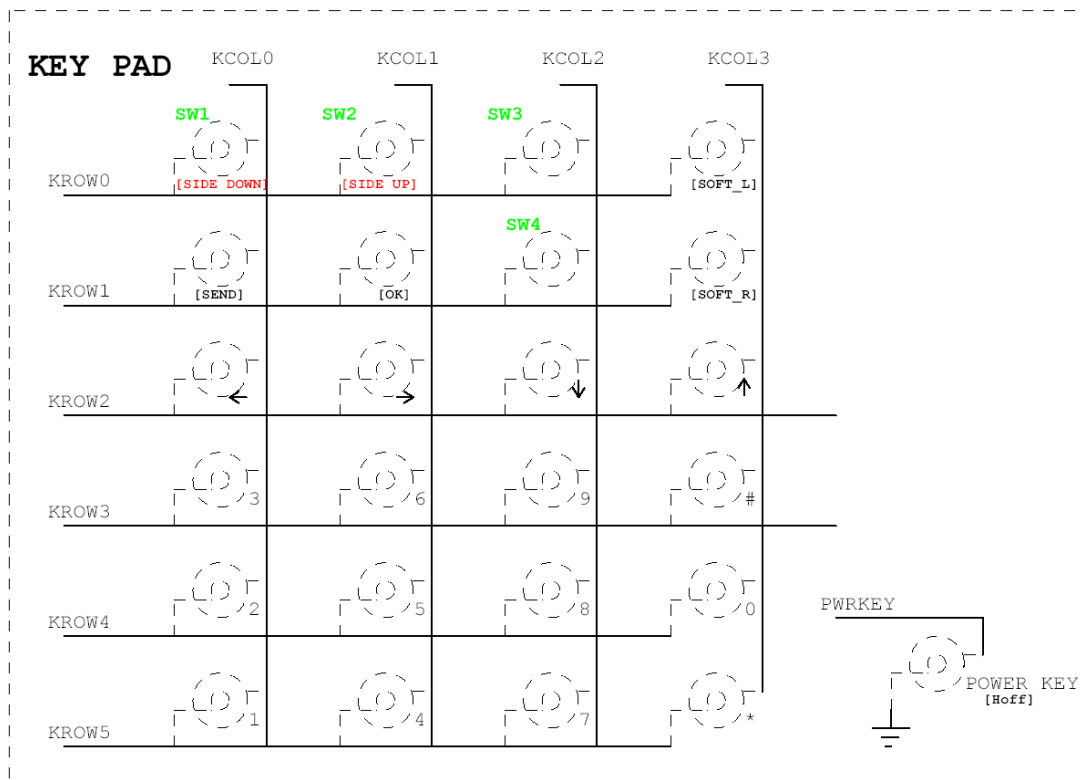 KCOL0 KCOL1 KCOL2 KCOL3
KEY PAD
SW1 SW2 SW3
KROW0 [SIDE DOWN] [SIDE UP] [SOFT_L]
SW4
KROW1 [SEND] [OK] [SOFT_R]
KROW2
3 6 9 #
KROW3
2 5 8 0
KROW4
PWRKEY
POWER KEY
[Hoff]
1 4 7 *
KROW5